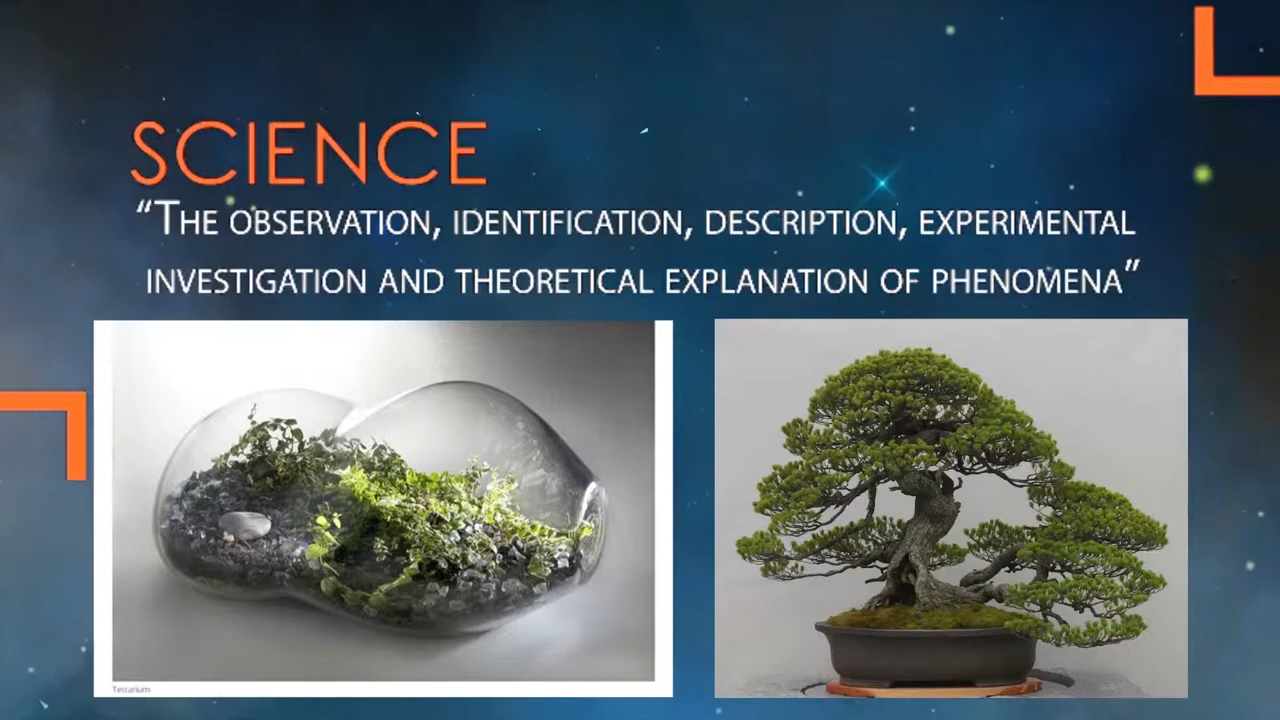 SCIENCE
“The observation, identification, description, experimental
investigation and theoretical explanation of phenomena”
Terrarium